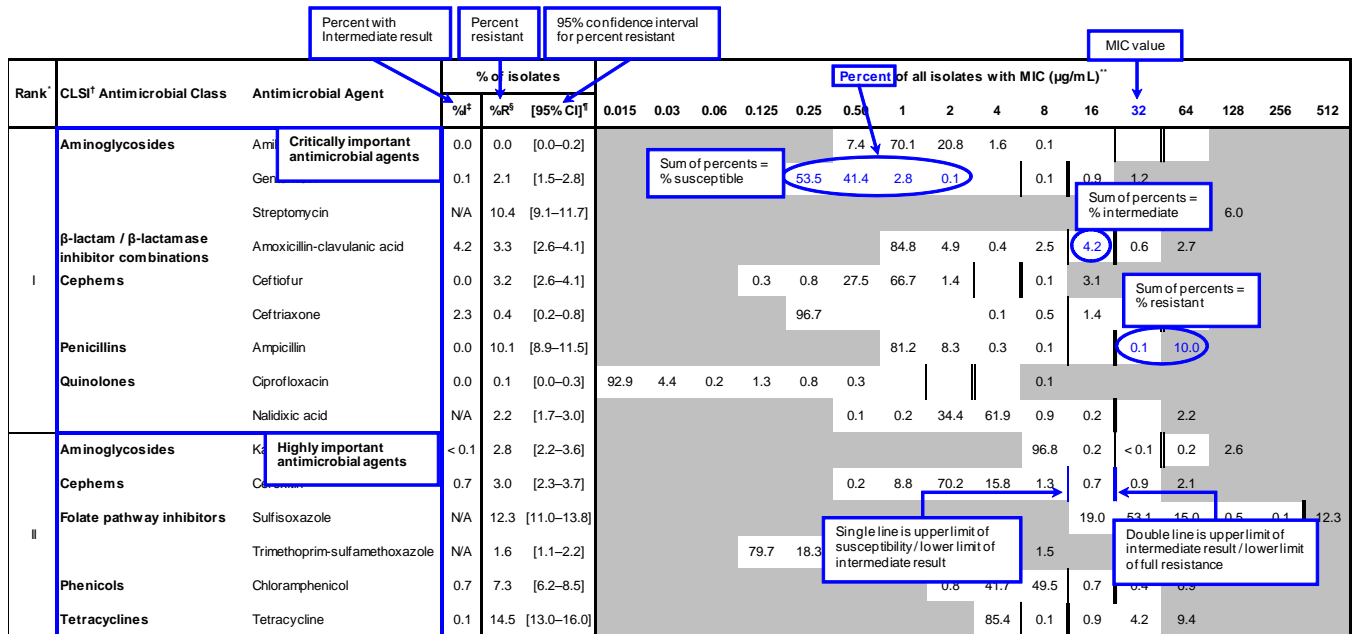 Percent with Intermediate result
Percent resistant
95% confidence interval for percent resistant
MIC value
% of isolates
Percent of all isolates with MIC (µg/mL)**
Rank* CLSI† Antimicrobial Class Antimicrobial Agent
%I‡ %R§ [95% CI]¶ 0.015 0.03 0.06 0.125 0.25 0.50 1 2 4 8 16 32 64 128 256 512
Critically important antimicrobial agents
Sum of percents = % susceptible
Sum of percents = % intermediate
Sum of percents = % resistant
I
Aminoglycosides 0.0 0.0 [0.0–0.2] 7.4 70.1 20.8 1.6 0.1
0.1 2.1 [1.5–2.8] 53.5 41.4 2.8 0.1 0.1 0.9 1.2
Streptomycin N/A 10.4 [9.1–11.7] 6.0
β-lactam / β-lactamase inhibitor combinations Amoxicillin-clavulanic acid 4.2 3.3 [2.6–4.1] 84.8 4.9 0.4 2.5 4.2 0.6 2.7
Cephems Ceftiofur 0.0 3.2 [2.6–4.1] 0.3 0.8 27.5 66.7 1.4 0.1 3.1
Ceftriaxone 2.3 0.4 [0.2–0.8] 96.7 0.1 0.5 1.4
Penicillins Ampicillin 0.0 10.1 [8.9–11.5] 81.2 8.3 0.3 0.1 0.1 10.0
Quinolones Ciprofloxacin 0.0 0.1 [0.0–0.3] 92.9 4.4 0.2 1.3 0.8 0.3 0.1
Nalidixic acid N/A 2.2 [1.7–3.0] 0.1 0.2 34.4 61.9 0.9 0.2 2.2
II
Highly important antimicrobial agents
Aminoglycosides < 0.1 2.8 [2.2–3.6] 96.8 0.2 < 0.1 0.2 2.6
Cephems 0.7 3.0 [2.3–3.7] 0.2 8.8 70.2 15.8 1.3 0.7 0.9 2.1
Folate pathway inhibitors Sulfisoxazole N/A 12.3 [11.0–13.8] 19.0 53.1 15.0 0.5 0.1 12.3
Trimethoprim-sulfamethoxazole N/A 1.6 [1.1–2.2] 79.7 18.3 1.5
Phenicols Chloramphenicol 0.7 7.3 [6.2–8.5] 0.8 41.7 49.5 0.7 0.4 6.9
Tetracyclines Tetracycline 0.1 14.5 [13.0–16.0] 85.4 0.1 0.9 4.2 9.4
Single line is upper limit of susceptibility / lower limit of intermediate result
Double line is upper limit of intermediate result / lower limit of full resistance